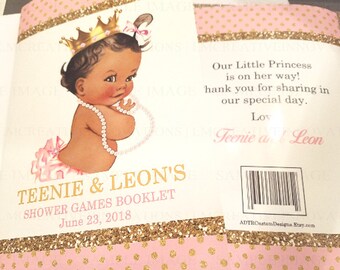 TEENIE & LEON'S
SHOWER GAMES BOOKLET
June 23, 2018
Our Little Princess
is on her way!
hank you for sharing in
our special day.
Lov
Teenie and Leon
ADTRCustomDesigns.Etsy.com